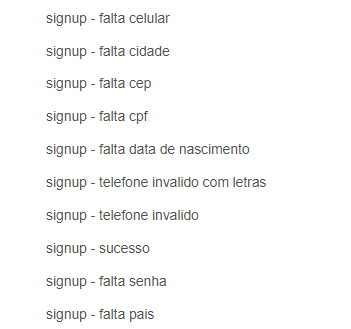 signup - falta celular
signup - falta cidade
signup - falta cep
signup - falta cpf
signup - falta data de nascimento
signup - telefone invalido com letras
signup - telefone invalido
signup - sucesso
signup - falta senha
signup - falta pais